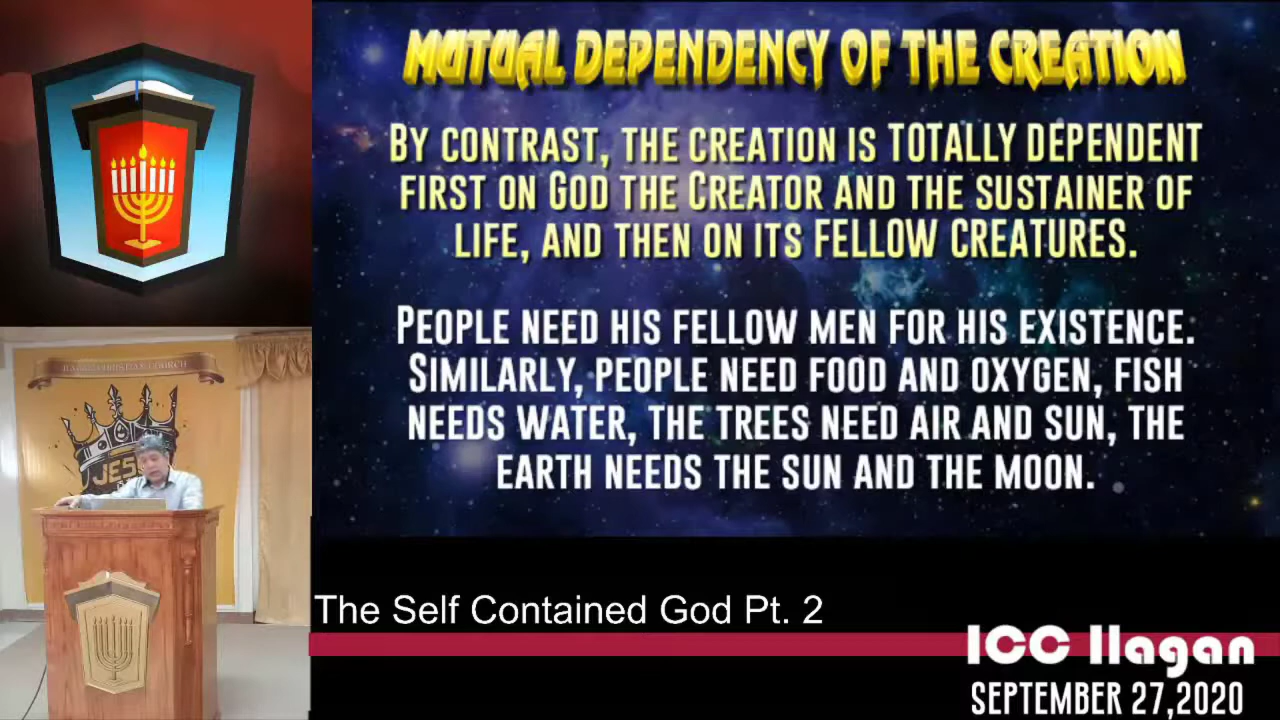 MUTUAL DEPENDENCY OF THE CREATION
BY CONTRAST, THE CREATION IS TOTALLY DEPENDENT
FIRST ON GOD THE CREATOR AND THE SUSTAINER OF
LIFE, AND THEN ON ITS FELLOW CREATURES.
PEOPLE NEED HIS FELLOW MEN FOR HIS EXISTENCE.
SIMILARLY, PEOPLE NEED FOOD AND OXYGEN, FISH
NEEDS WATER, THE TREES NEED AIR AND SUN, THE
EARTH NEEDS THE SUN AND THE MOON.
CHRISTIAN CHURCH
JES
The Self Contained God Pt. 2
ICC Ilagan
SEPTEMBER 27,2020